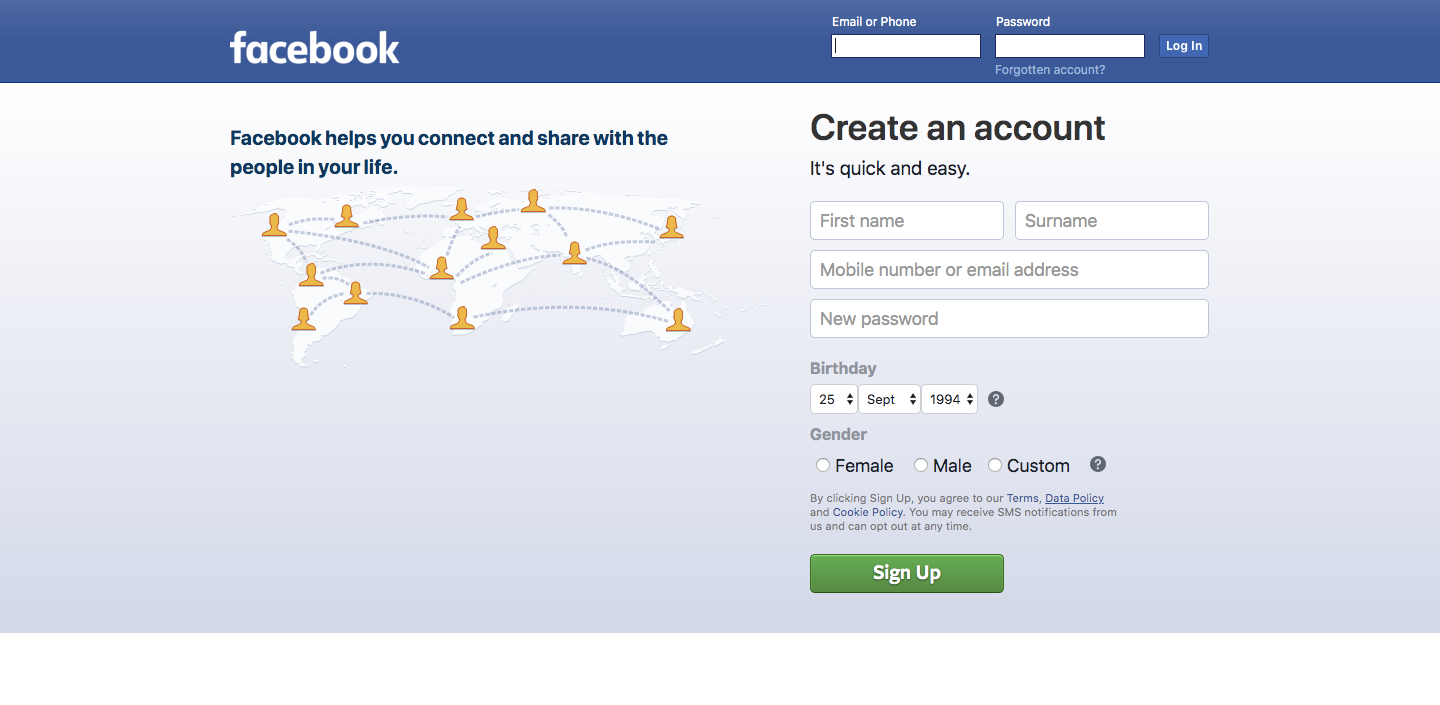 facebook
Email or Phone
Password
Log In
Forgotten account?
Facebook helps you connect and share with the
people in your life.
Create an account
It's quick and easy.
First name
Surname
Mobile number or email address
New password
Birthday
25
Sept
1994
?
Gender
Female
Male
Custom
?
By clicking Sign Up, you agree to our Terms, Data Policy
and Cookie Policy. You may receive SMS notifications from
us and can opt out at any time.
Sign Up